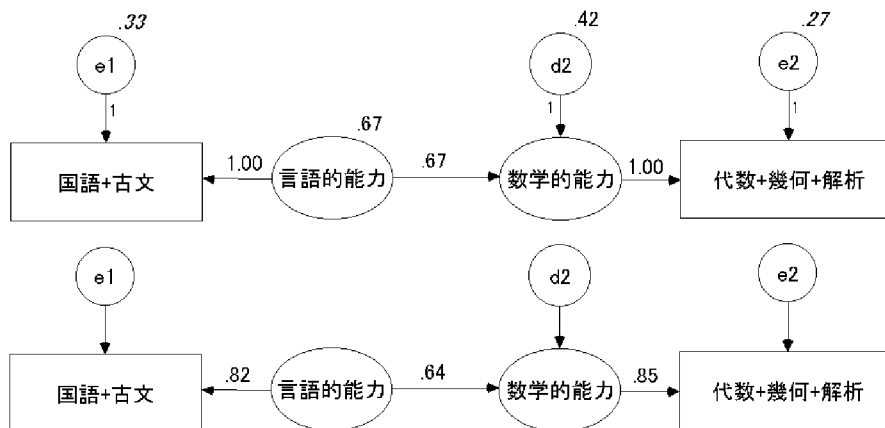 .33
.42
.27
e1
d2
e2
1
1
1
.67
国語+古文
1.00
言語的能力
.67
数学的能力
1.00
代数+幾何+解析
e1
d2
e2
国語+古文
.82
言語的能力
.64
数学的能力
.85
代数+幾何+解析